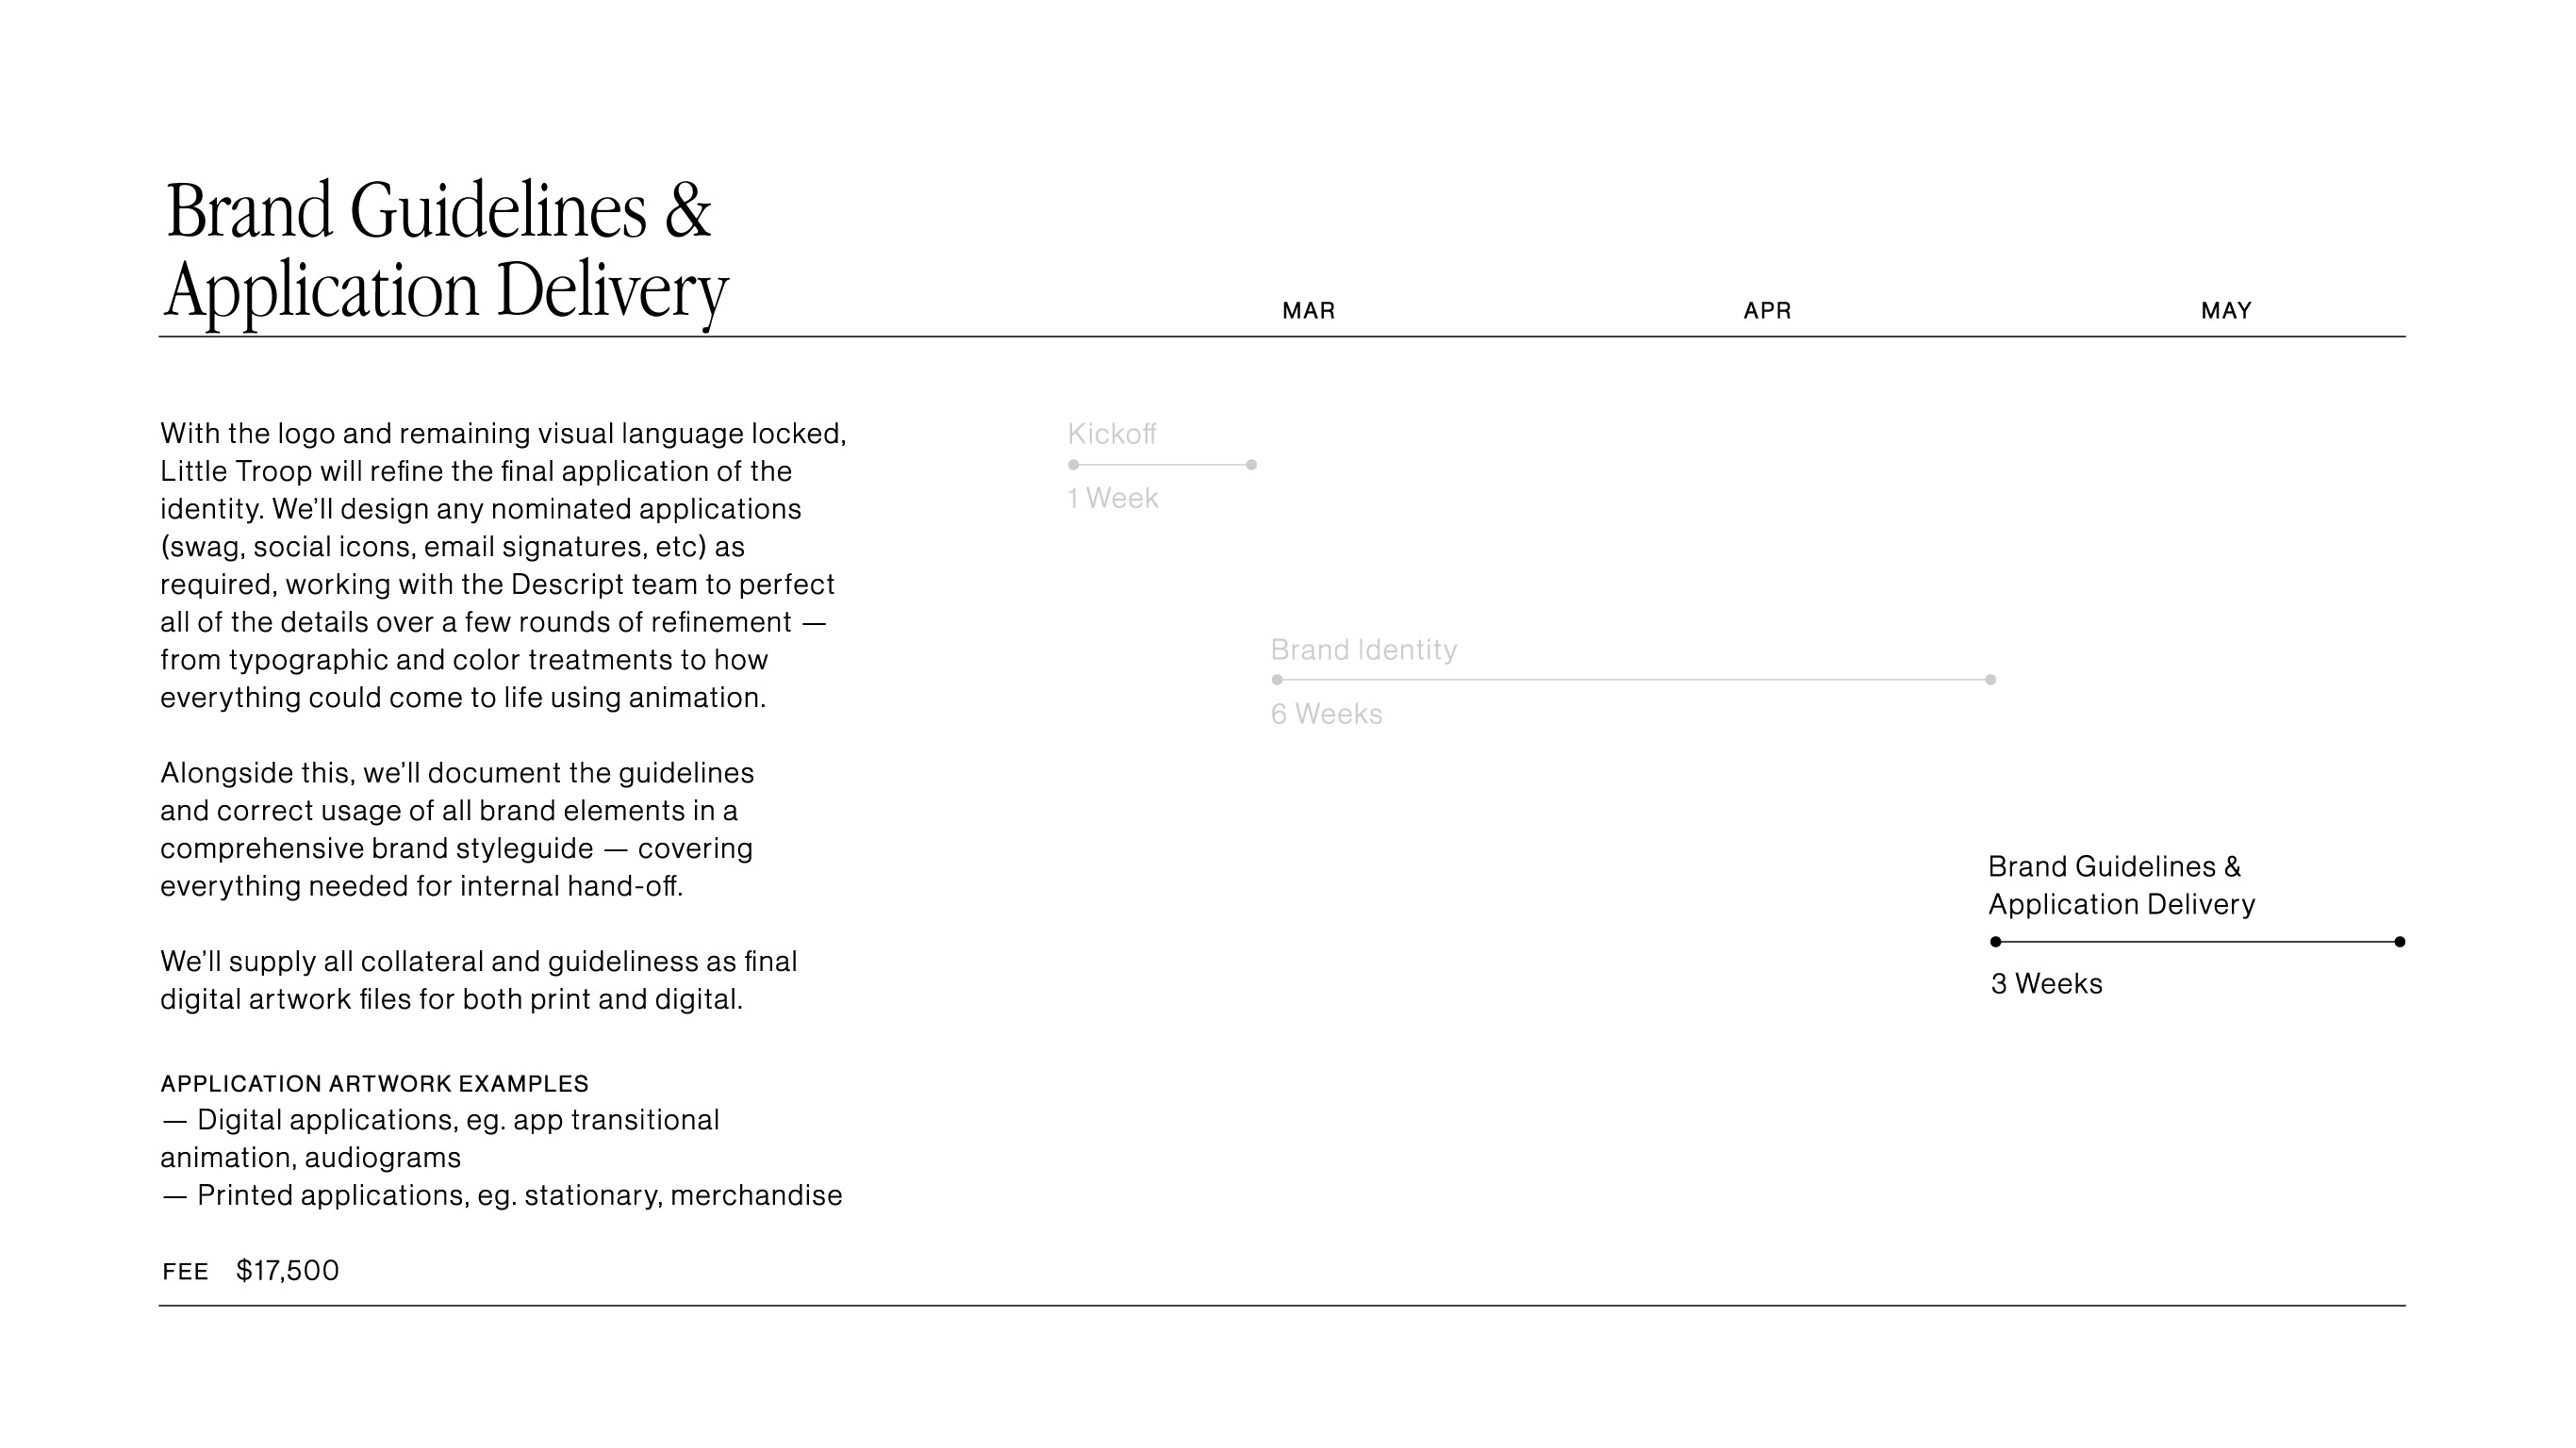 Brand Guidelines &
Application Delivery
MAR
APR
MAY
With the logo and remaining visual language locked,
Little Troop will refine the final application of the
identity. We’ll design any nominated applications
(swag, social icons, email signatures, etc) as
required, working with the Descript team to perfect
all of the details over a few rounds of refinement —
from typographic and color treatments to how
everything could come to life using animation.
Alongside this, we’ll document the guidelines
and correct usage of all brand elements in a
comprehensive brand styleguide — covering
everything needed for internal hand-off.
We’ll supply all collateral and guideliness as final
digital artwork files for both print and digital.
APPLICATION ARTWORK EXAMPLES
— Digital applications, eg. app transitional
animation, audiograms
— Printed applications, eg. stationary, merchandise
FEE $17,500
Kickoff
1 Week
Brand Identity
6 Weeks
Brand Guidelines &
Application Delivery
3 Weeks